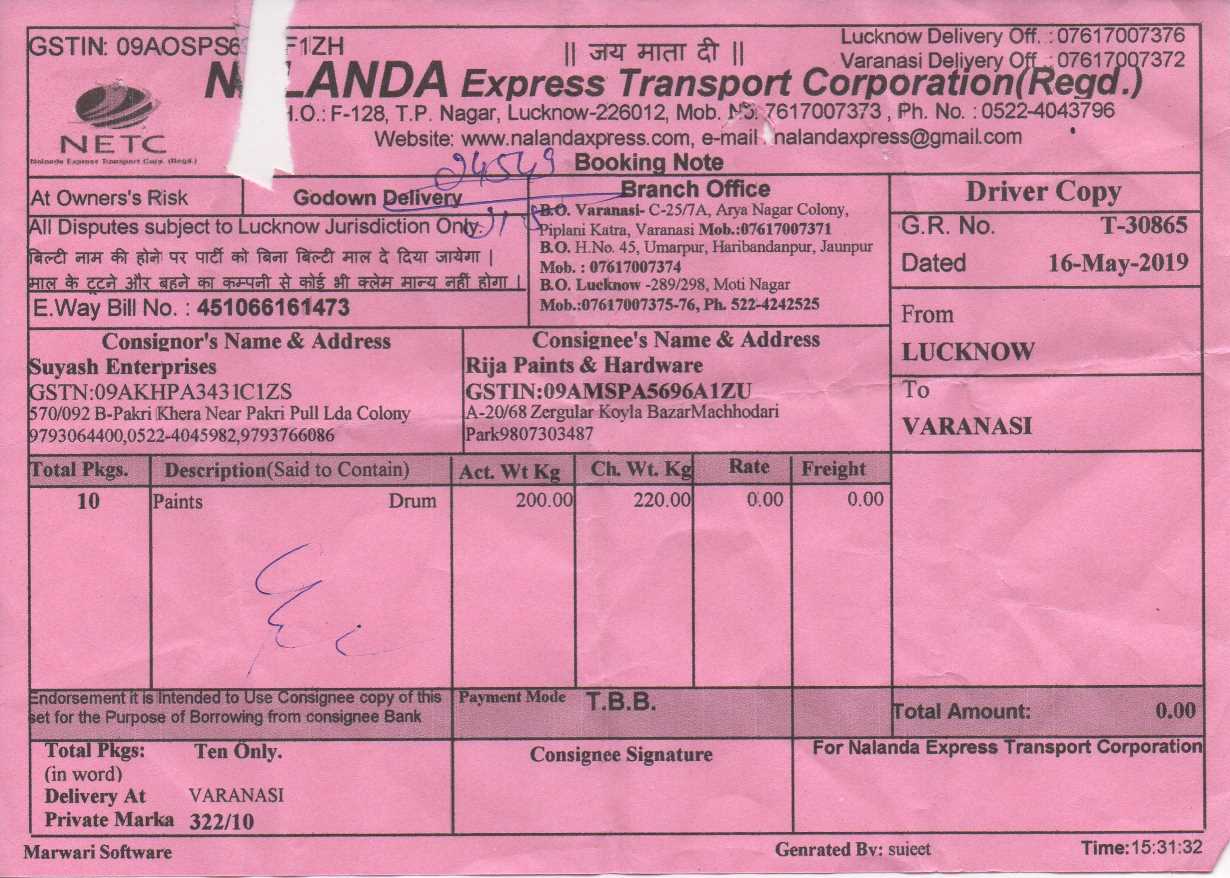 GSTIN: 09AOSPS6 F1ZH
|| जय माता दी ||
Lucknow Delivery Off. : 07617007376
Varanasi Delivery Off : 07617007372
NALANDA Express Transport Corporation(Regd.)
H.O.: F-128, T.P. Nagar, Lucknow-226012, Mob. No. 7617007373 , Ph. No. : 0522-4043796
Website: www.nalandaxpress.com, e-mail nalandaxpress@gmail.com
NETC
Nalanda Express Transport Corp. (Regd.)
Booking Note
24549
At Owners's Risk
Godown Delivery
Branch Office
Driver Copy
All Disputes subject to Lucknow Jurisdiction Only.
बिल्टी नाम की होने पर पार्टी को बिना बिल्टी माल दे दिया जायेगा |
माल के टूटने और बहने का कम्पनी से कोई भी क्लेम मान्य नहीं होगा |
E.Way Bill No. : 451066161473
B.O. Varanasi- C-25/7A, Arya Nagar Colony,
Piplani Katra, Varanasi Mob.:07617007371
B.O. H.No. 45, Umarpur, Haribandanpur, Jaunpur
Mob. : 07617007374
B.O. Lucknow -289/298, Moti Nagar
Mob.:07617007375-76, Ph. 522-4242525
G.R. No. T-30865
Dated 16-May-2019
From
LUCKNOW
To
VARANASI
Consignor's Name & Address
Suyash Enterprises
GSTN:09AKHPA3431C1ZS
570/092 B-Pakri Khera Near Pakri Pull Lda Colony
9793064400,0522-4045982,9793766086
Consignee's Name & Address
Rija Paints & Hardware
GSTIN:09AMSPA5696A1ZU
A-20/68 Zergular Koyla BazarMachhodari
Park9807303487
Total Pkgs. Description(Said to Contain) Act. Wt Kg Ch. Wt. Kg Rate Freight
10 Paints Drum 200.00 220.00 0.00 0.00
Endorsement it is Intended to Use Consignee copy of this
set for the Purpose of Borrowing from consignee Bank
Payment Mode T.B.B.
Total Amount: 0.00
Total Pkgs: Ten Only.
(in word)
Delivery At VARANASI
Private Marka 322/10
Consignee Signature
For Nalanda Express Transport Corporation
Marwari Software
Genrated By: sujeet
Time:15:31:32